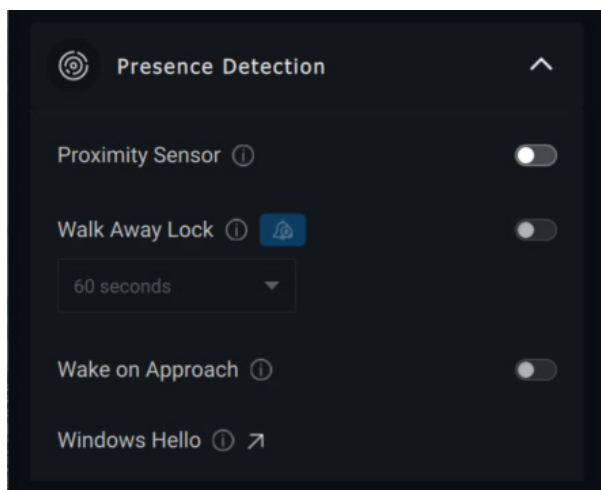 Presence Detection
Proximity Sensor
Walk Away Lock
60 seconds
Wake on Approach
Windows Hello